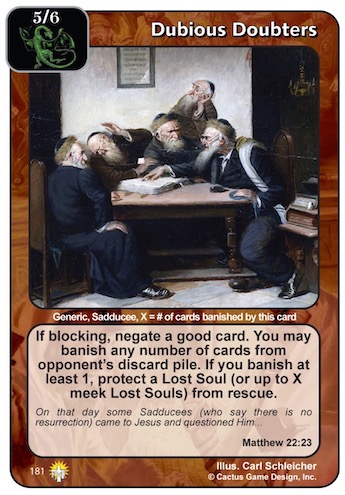 5/6
Dubious Doubters
Generic, Sadducee, X = # of cards banished by this card
If blocking, negate a good card. You may
banish any number of cards from
opponent's discard pile. If you banish at
least 1, protect a Lost Soul (or up to X
meek Lost Souls) from rescue.
On that day some Sadducees (who say there is no
resurrection) came to Jesus and questioned Him...
Matthew 22:23
181
Illus. Carl Schleicher
© Cactus Game Design, Inc.